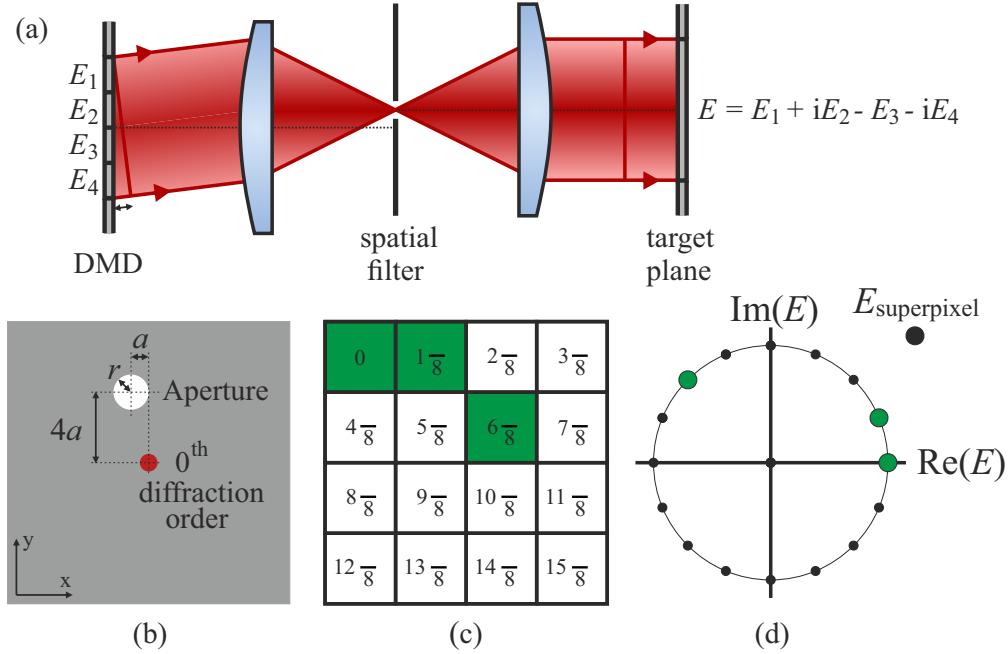 (a)
E1
E2
E3
E4
E = E1 + iE2 - E3 - iE4
DMD
spatial
filter
target
plane
a
r
Aperture
4a
0th
diffraction
order
y
x
(b)
0 1/8 2/8 3/8
4/8 5/8 6/8 7/8
8/8 9/8 10/8 11/8
12/8 13/8 14/8 15/8
(c)
Im(E)
Esuperpixel
Re(E)
(d)